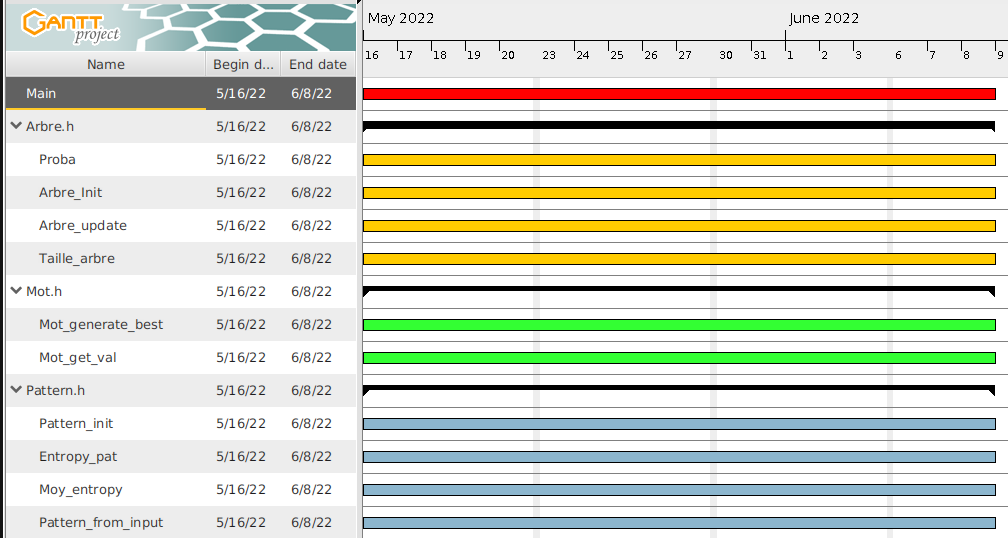 GANTT
project
May 2022
June 2022
16 17 18 19 20 23 24 25 26 27 30 31 1 2 3 6 7 8 9
Name Begin d... End date
Main 5/16/22 6/8/22
Arbre.h 5/16/22 6/8/22
Proba 5/16/22 6/8/22
Arbre_Init 5/16/22 6/8/22
Arbre_update 5/16/22 6/8/22
Taille_arbre 5/16/22 6/8/22
Mot.h 5/16/22 6/8/22
Mot_generate_best 5/16/22 6/8/22
Mot_get_val 5/16/22 6/8/22
Pattern.h 5/16/22 6/8/22
Pattern_init 5/16/22 6/8/22
Entropy_pat 5/16/22 6/8/22
Moy_entropy 5/16/22 6/8/22
Pattern_from_input 5/16/22 6/8/22